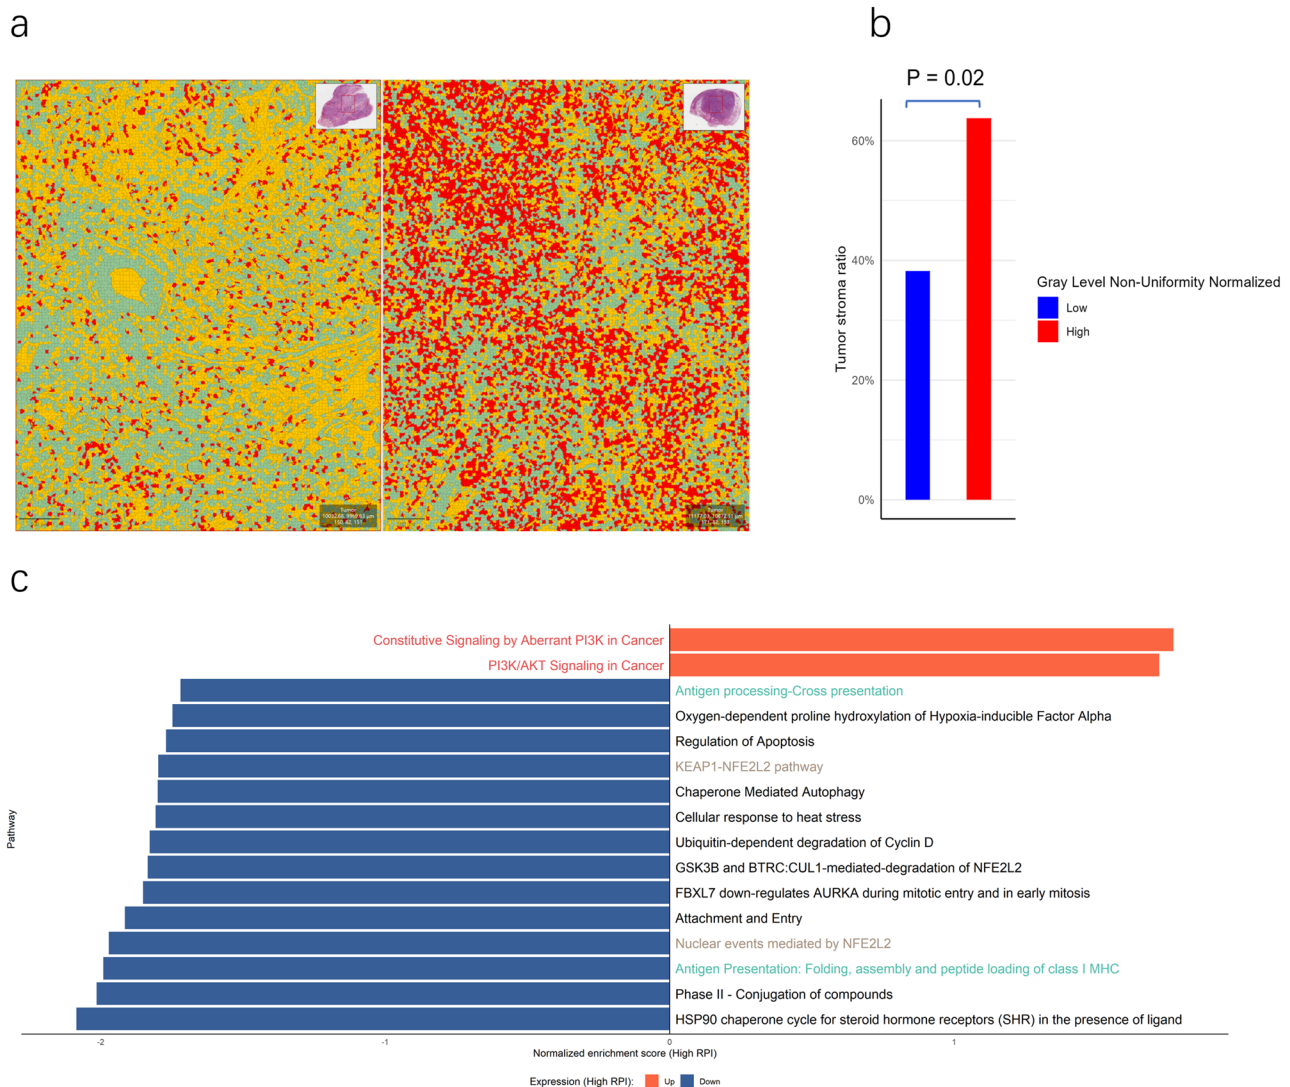 a
b
P = 0.02
60%
40%
20%
0%
Tumor stroma ratio
Gray Level Non-Uniformity Normalized
Low
High
Tumor
Tumor
c
Constitutive Signaling by Aberrant PI3K in Cancer
PI3K/AKT Signaling in Cancer
Antigen processing-Cross presentation
Oxygen-dependent proline hydroxylation of Hypoxia-inducible Factor Alpha
Regulation of Apoptosis
KEAP1-NFE2L2 pathway
Chaperone Mediated Autophagy
Cellular response to heat stress
Ubiquitin-dependent degradation of Cyclin D
GSK3B and BTRC:CUL1-mediated-degradation of NFE2L2
FBXL7 down-regulates AURKA during mitotic entry and in early mitosis
Attachment and Entry
Nuclear events mediated by NFE2L2
Antigen Presentation: Folding, assembly and peptide loading of class I MHC
Phase II - Conjugation of compounds
HSP90 chaperone cycle for steroid hormone receptors (SHR) in the presence of ligand
Pathway
-2
-1
0
1
Normalized enrichment score (High RPI)
Expression (High RPI): Up Down